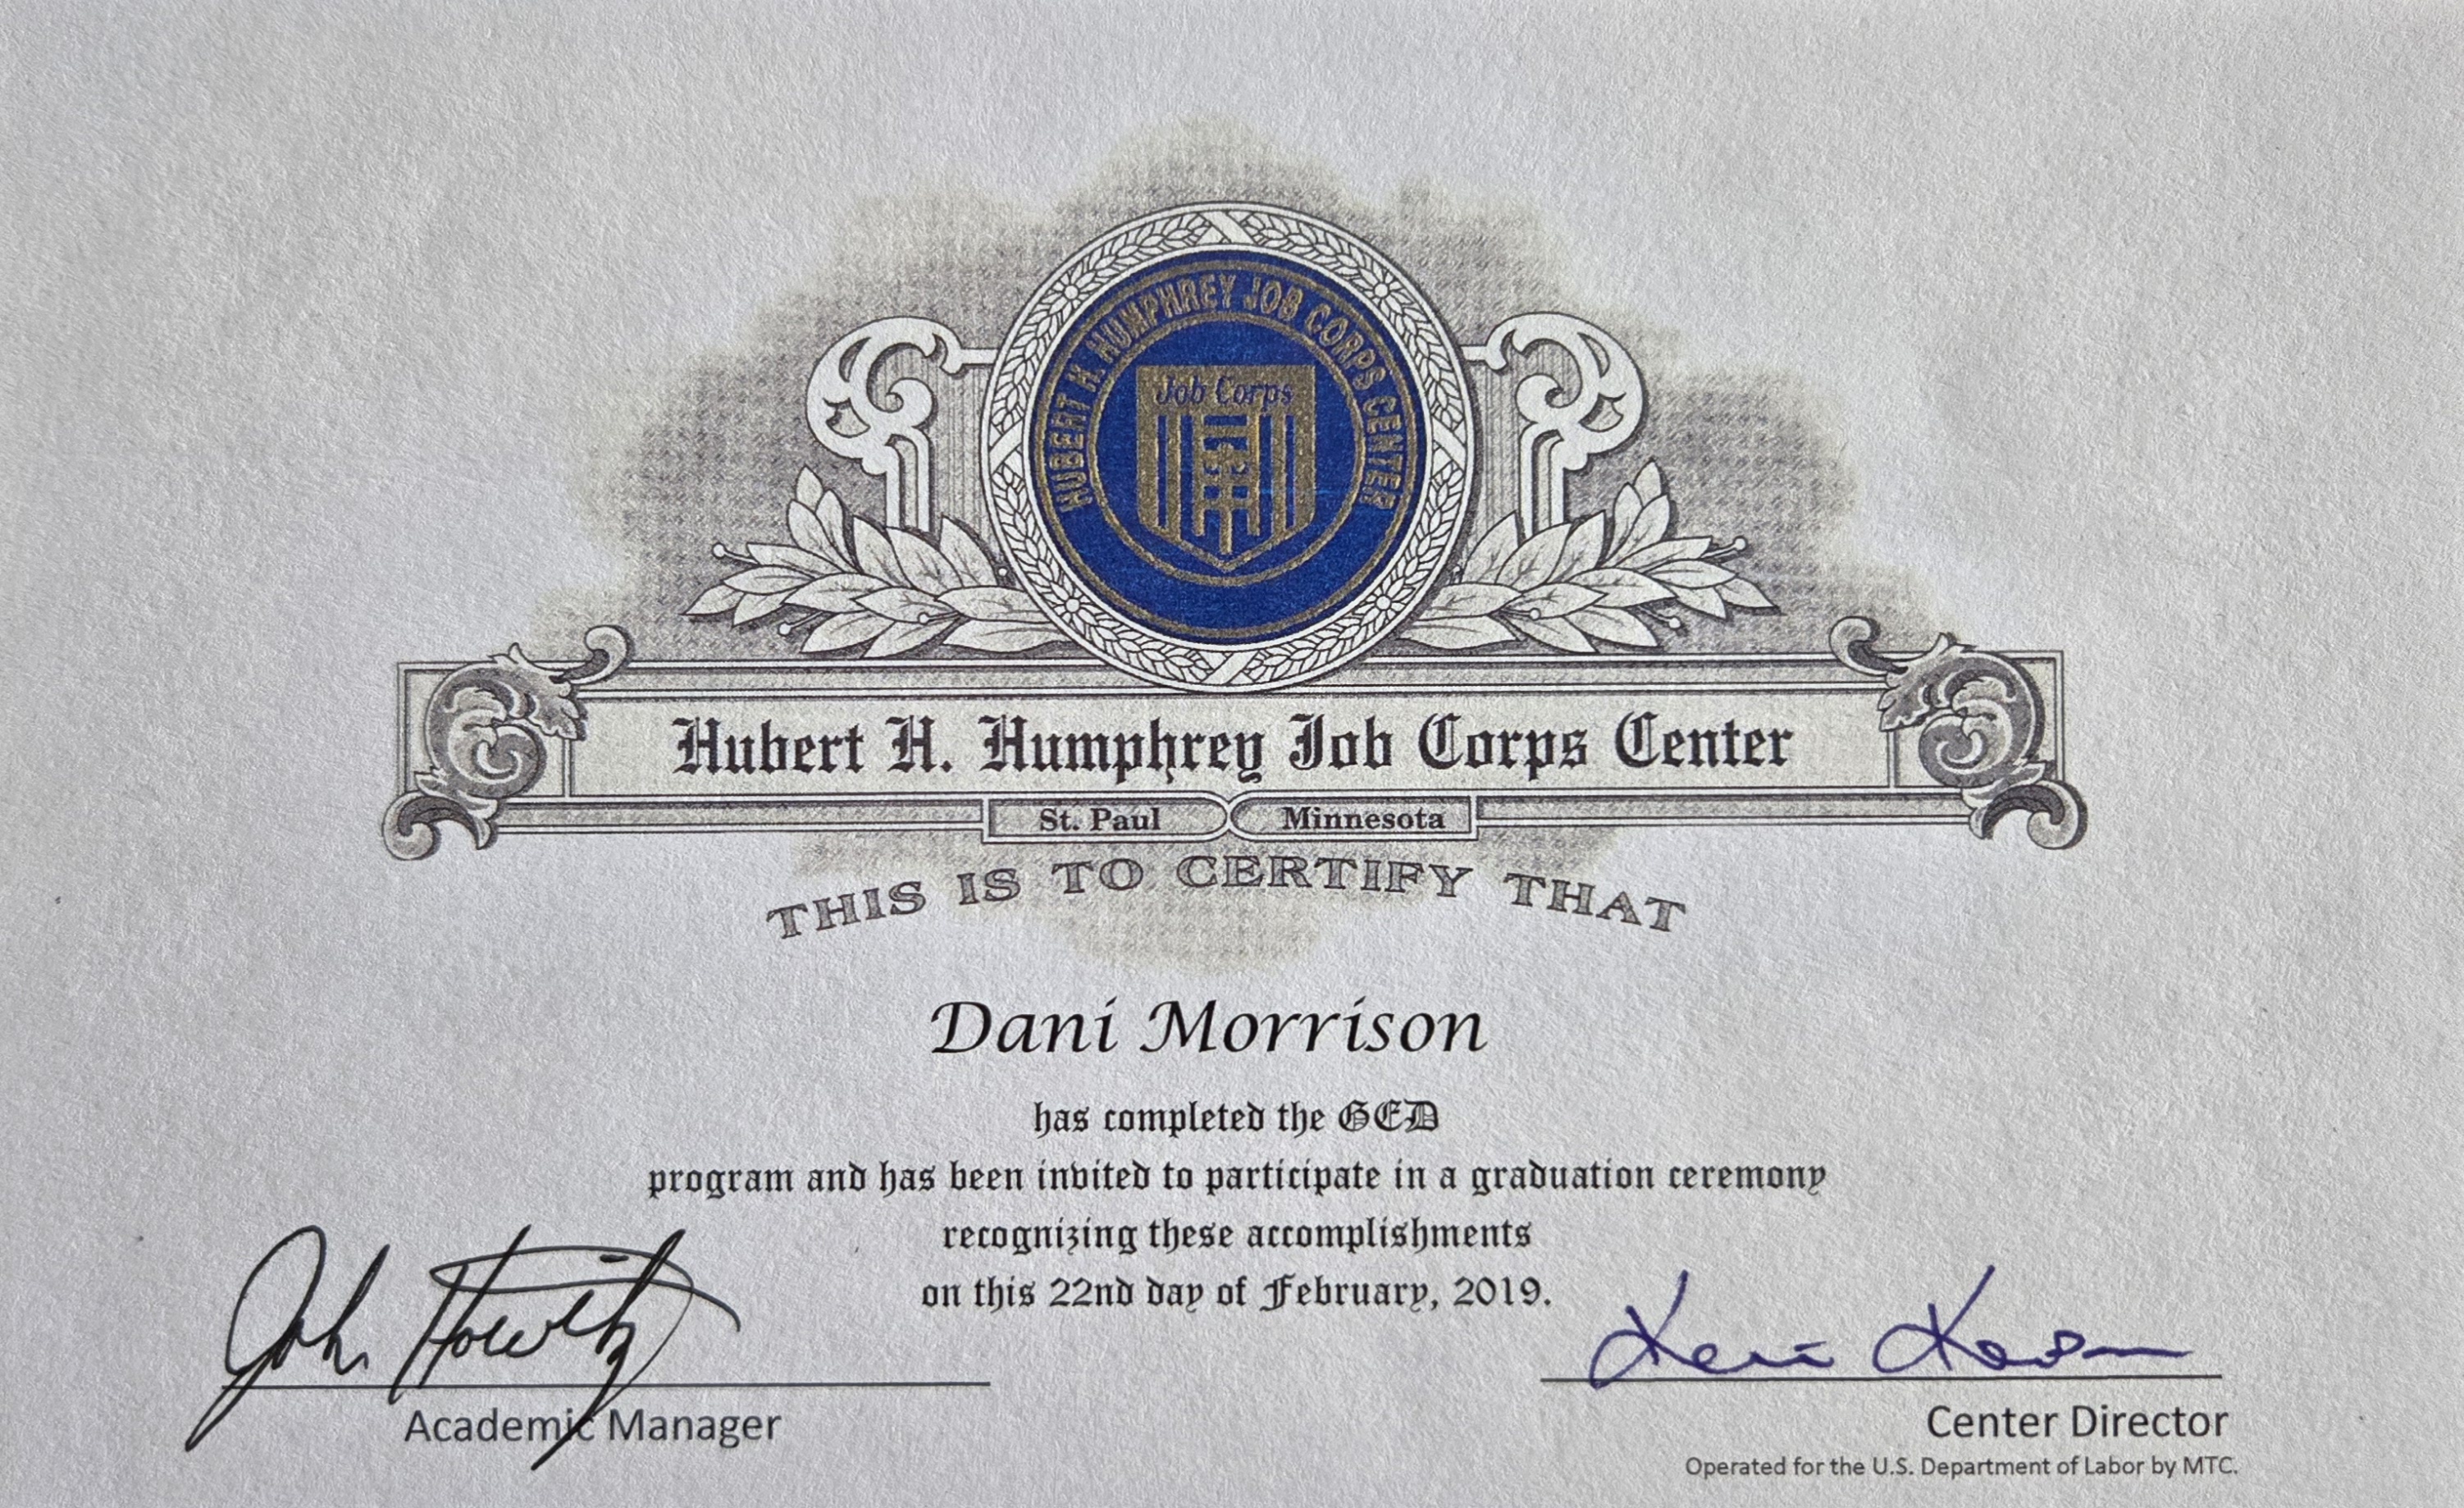 HUBERT H. HUMPHREY JOB CORPS CENTER
Job Corps
Hubert H. Humphrey Job Corps Center
St. Paul Minnesota
THIS IS TO CERTIFY THAT
Dani Morrison
has completed the GED
program and has been invited to participate in a graduation ceremony
recognizing these accomplishments
on this 22nd day of February, 2019.
John
Academic Manager
Center Director
Operated for the U.S. Department of Labor by MTC.